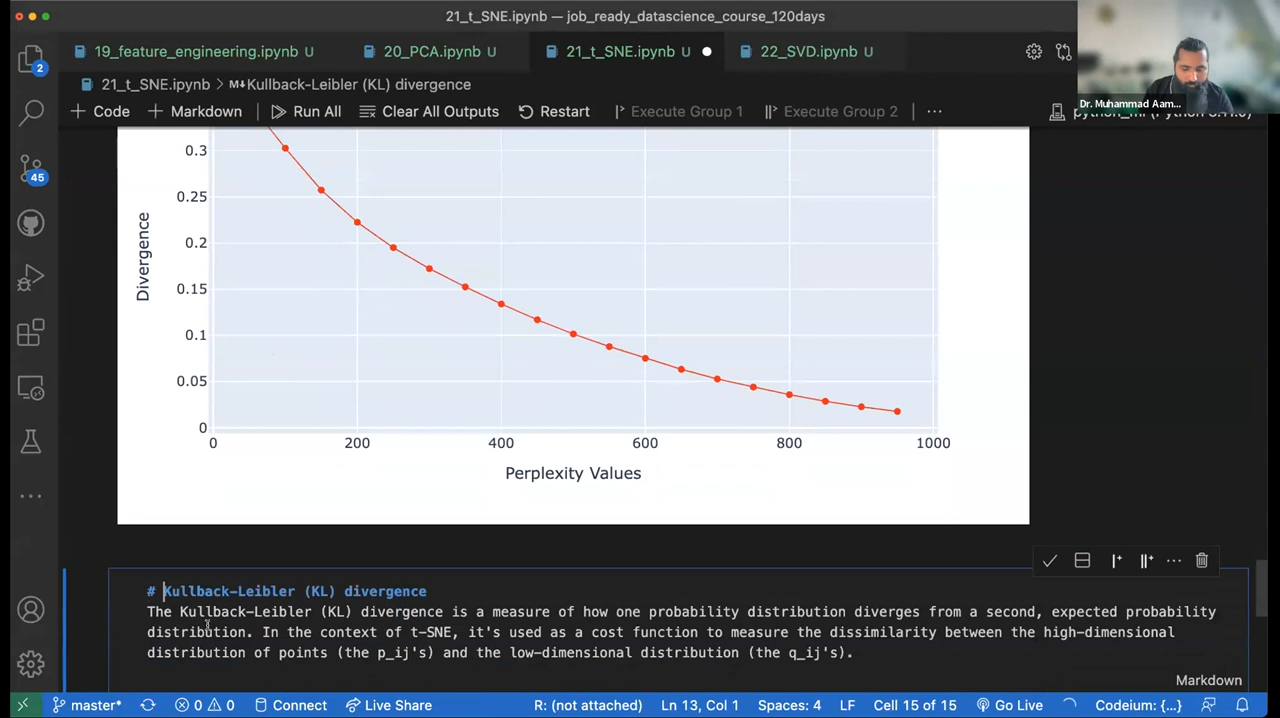 21_t_SNE.ipynb — job_ready_datascience_course_120days
19_feature_engineering.ipynb U
20_PCA.ipynb U
21_t_SNE.ipynb U
22_SVD.ipynb U
21_t_SNE.ipynb > Kullback-Leibler (KL) divergence
+ Code + Markdown Run All Clear All Outputs Restart Execute Group 1 Execute Group 2 ...
Dr. Muhammad Aam...
2
45
0.3
0.25
0.2
0.15
0.1
0.05
0
Divergence
0 200 400 600 800 1000
Perplexity Values
# Kullback-Leibler (KL) divergence
The Kullback-Leibler (KL) divergence is a measure of how one probability distribution diverges from a second, expected probability
distribution. In the context of t-SNE, it's used as a cost function to measure the dissimilarity between the high-dimensional
distribution of points (the p_ij's) and the low-dimensional distribution (the q_ij's).
Markdown
master* 0 0 Connect Live Share R: (not attached) Ln 13, Col 1 Spaces: 4 LF Cell 15 of 15 Go Live Codeium: {...}